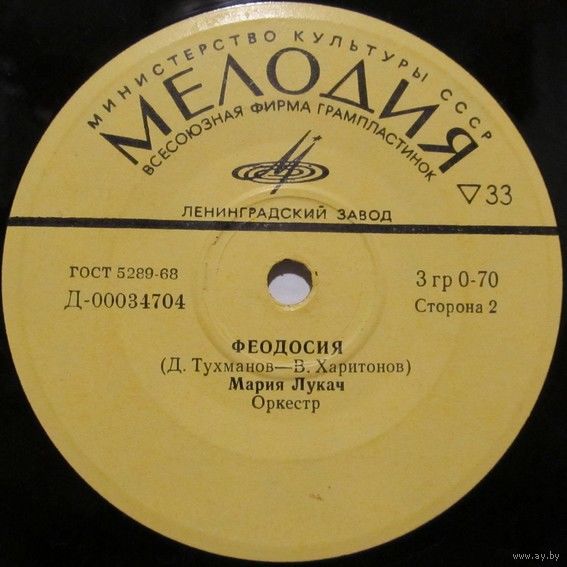 МИНИСТЕРСТВО КУЛЬТУРЫ СССР
МЕЛОДИЯ
ВСЕСОЮЗНАЯ ФИРМА ГРАМПЛАСТИНОК
▽33
ЛЕНИНГРАДСКИЙ ЗАВОД
ГОСТ 5289-68
Д-00034704
3 гр 0-70
Сторона 2
ФЕОДОСИЯ
(Д. Тухманов—В. Харитонов)
Мария Лукач
Оркестр
www.ay.by